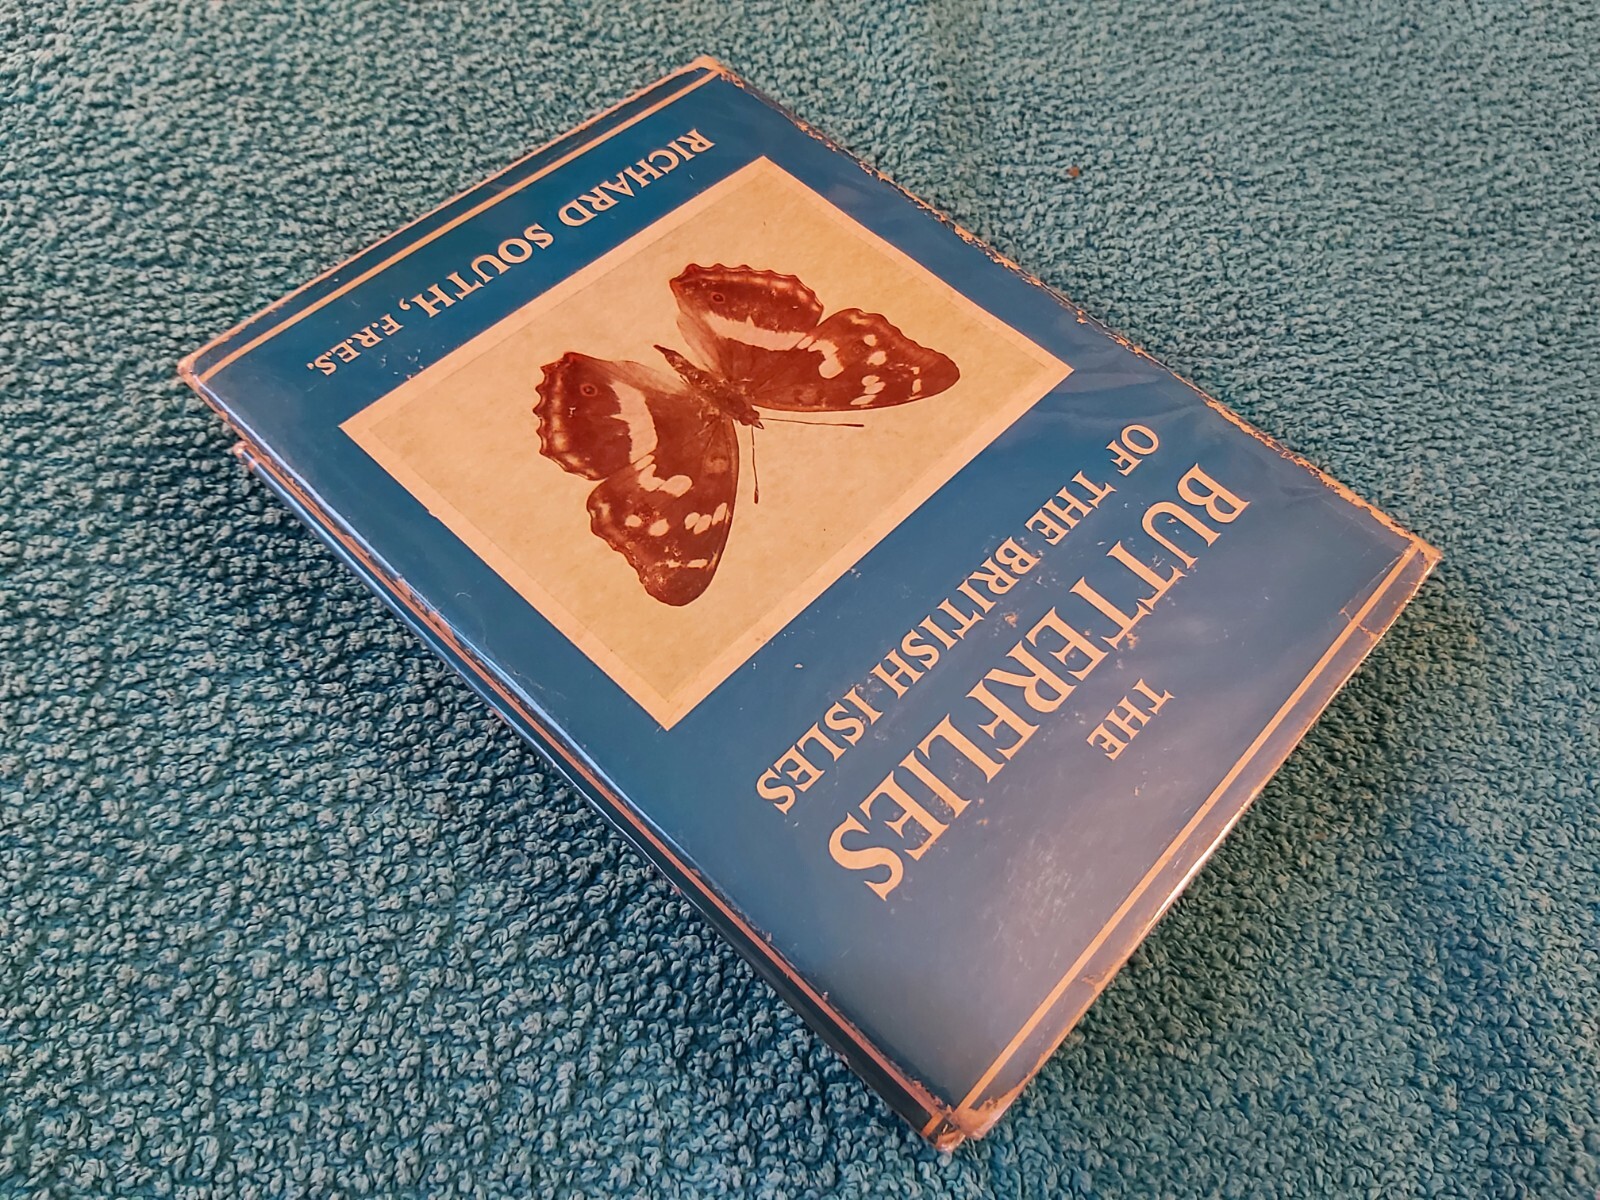 THE
BUTTERFLIES
OF THE BRITISH ISLES
RICHARD SOUTH, F.R.E.S.